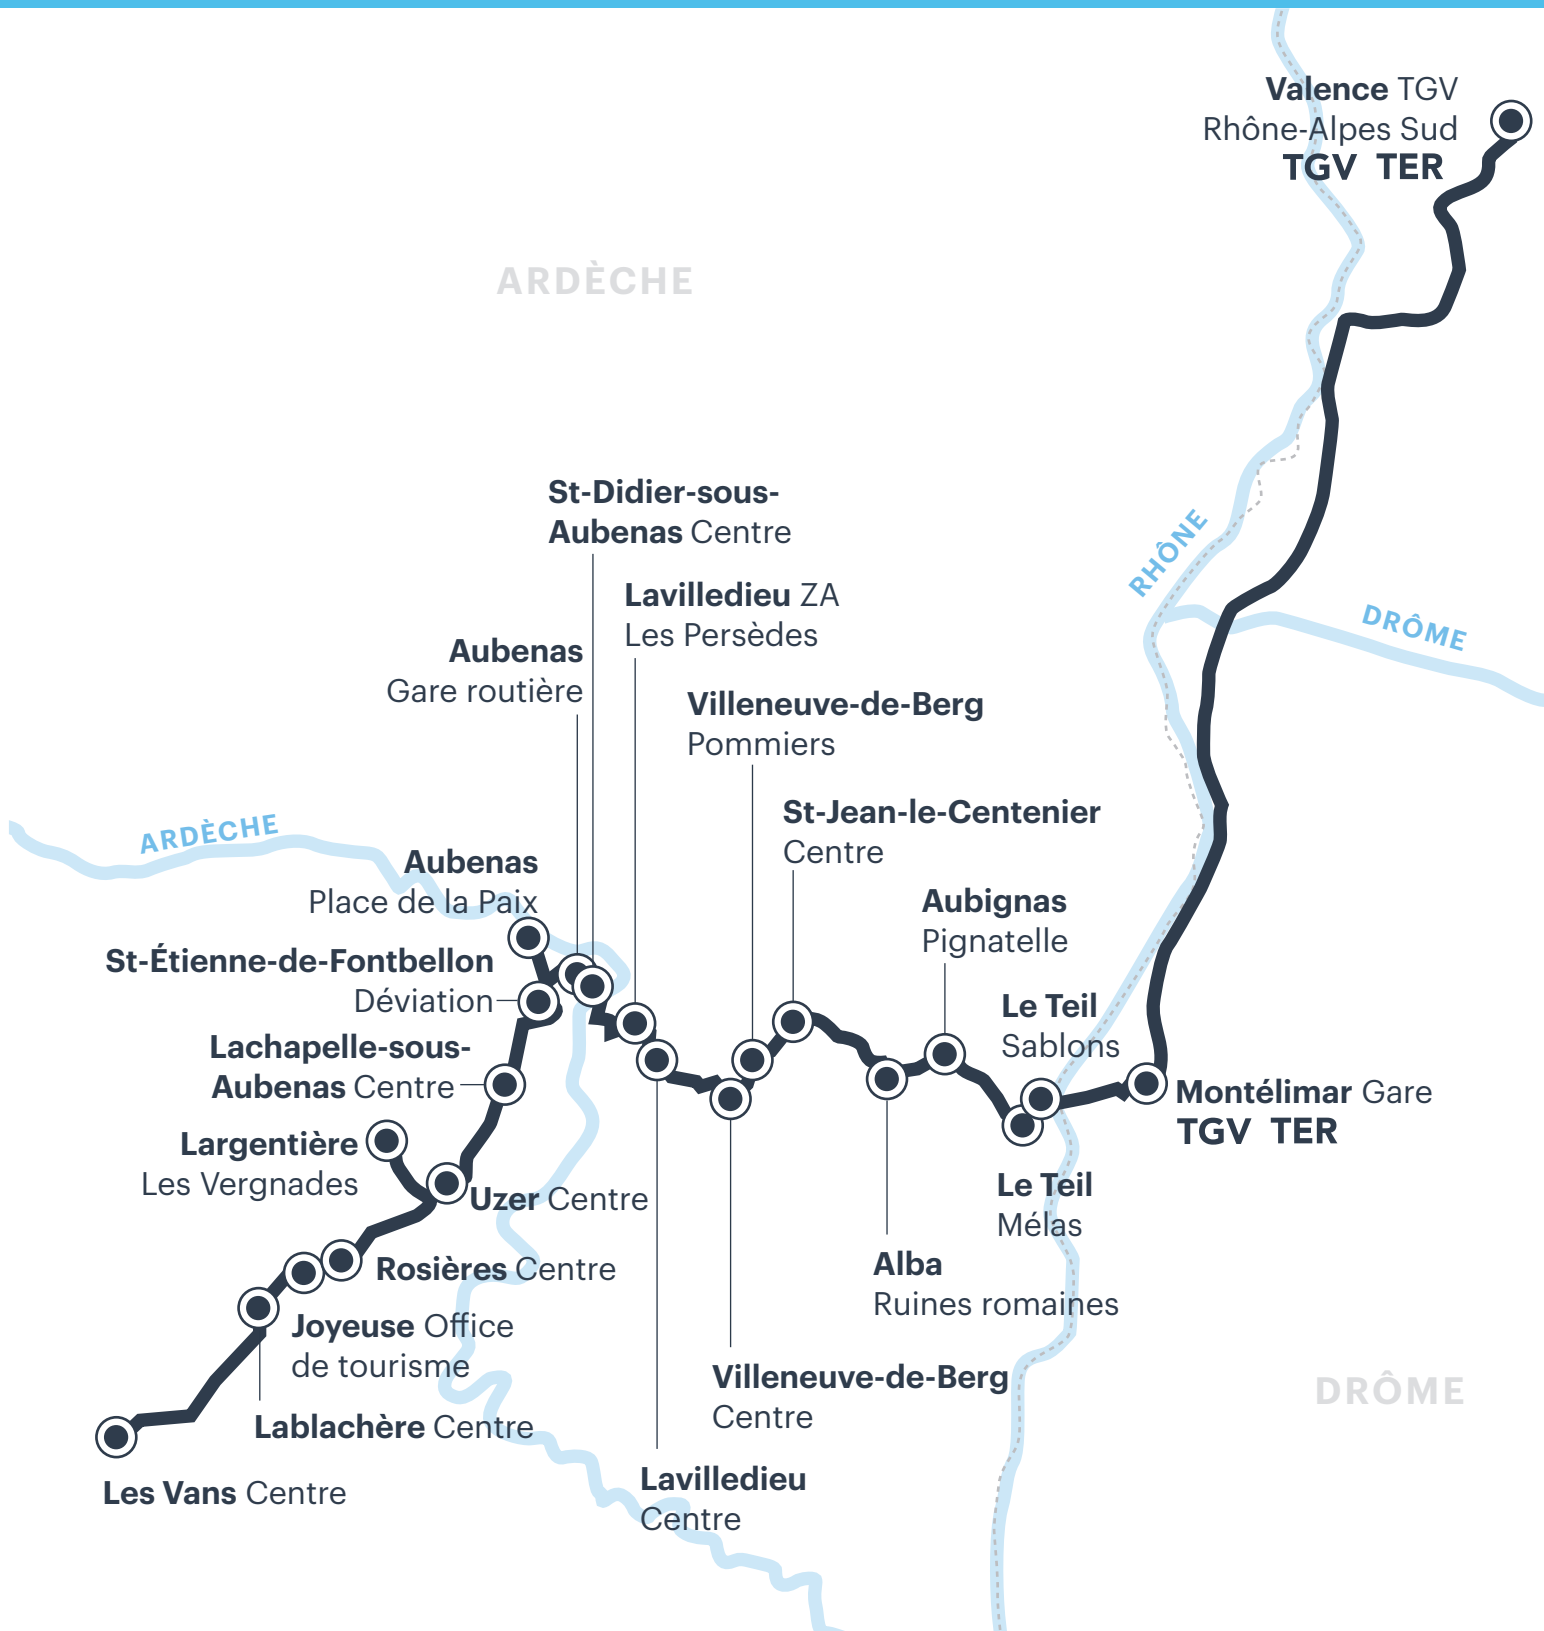 Valence TGV
Rhône-Alpes Sud
TGV TER
ARDÈCHE
St-Didier-sous-
Aubenas Centre
RHÔNE
Lavilledieu ZA
Les Persèdes
DRÔME
Aubenas
Gare routière
Villeneuve-de-Berg
Pommiers
St-Jean-le-Centenier
Centre
ARDÈCHE
Aubenas
Place de la Paix
Aubignas
Pignatelle
St-Étienne-de-Fontbellon
Déviation
Le Teil
Sablons
Lachapelle-sous-
Aubenas Centre
Montélimar Gare
TGV TER
Largentière
Les Vergnades
Uzer Centre
Le Teil
Mélas
Rosières Centre
Alba
Ruines romaines
Joyeuse Office
de tourisme
Villeneuve-de-Berg
Centre
DRÔME
Lablachère Centre
Lavilledieu
Centre
Les Vans Centre